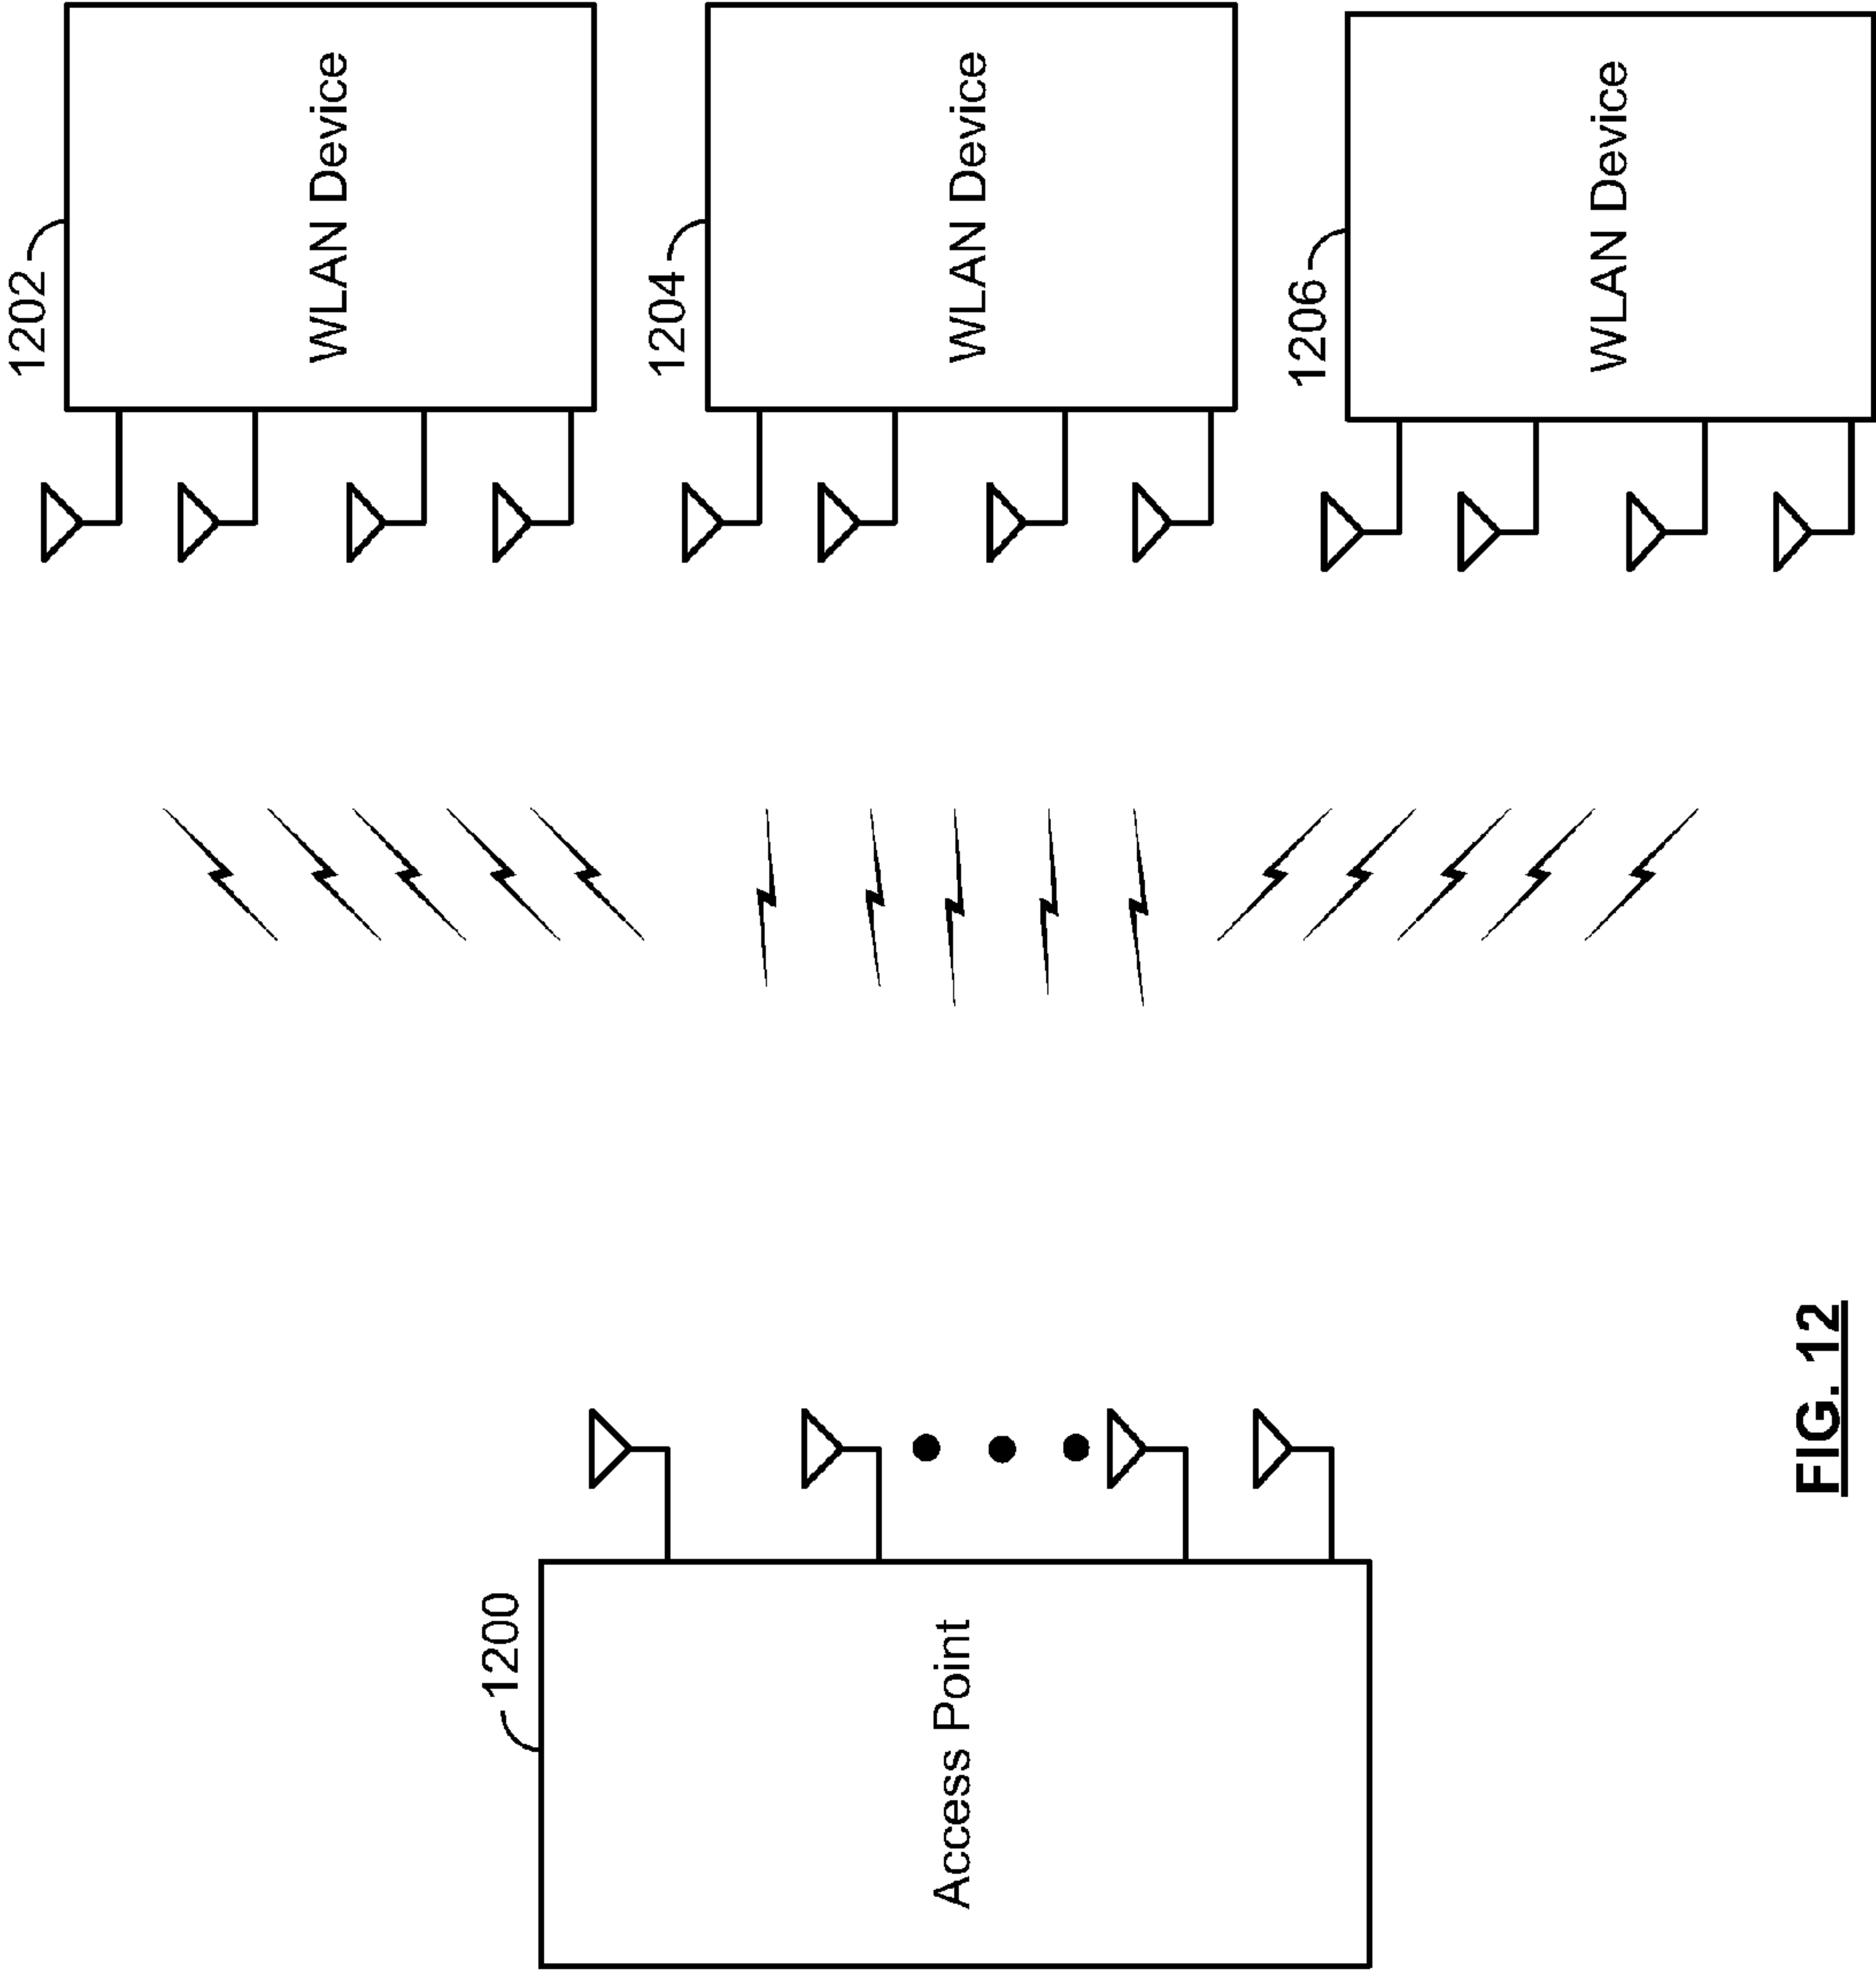 1200
Access Point
1202
WLAN Device
1204
WLAN Device
1206
WLAN Device
FIG. 12